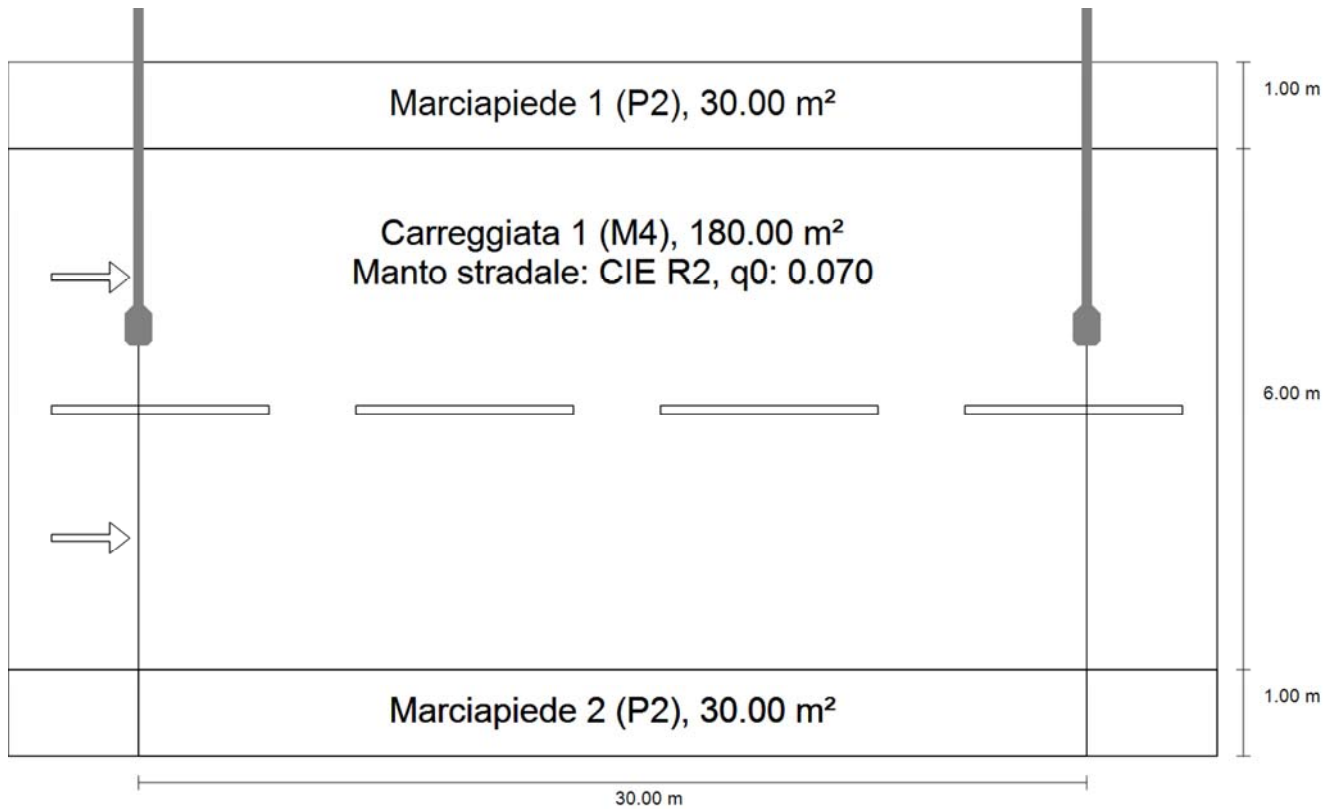 Marciapiede 1 (P2), 30.00 m²
1.00 m
Carreggiata 1 (M4), 180.00 m²
Manto stradale: CIE R2, q0: 0.070
6.00 m
Marciapiede 2 (P2), 30.00 m²
1.00 m
30.00 m